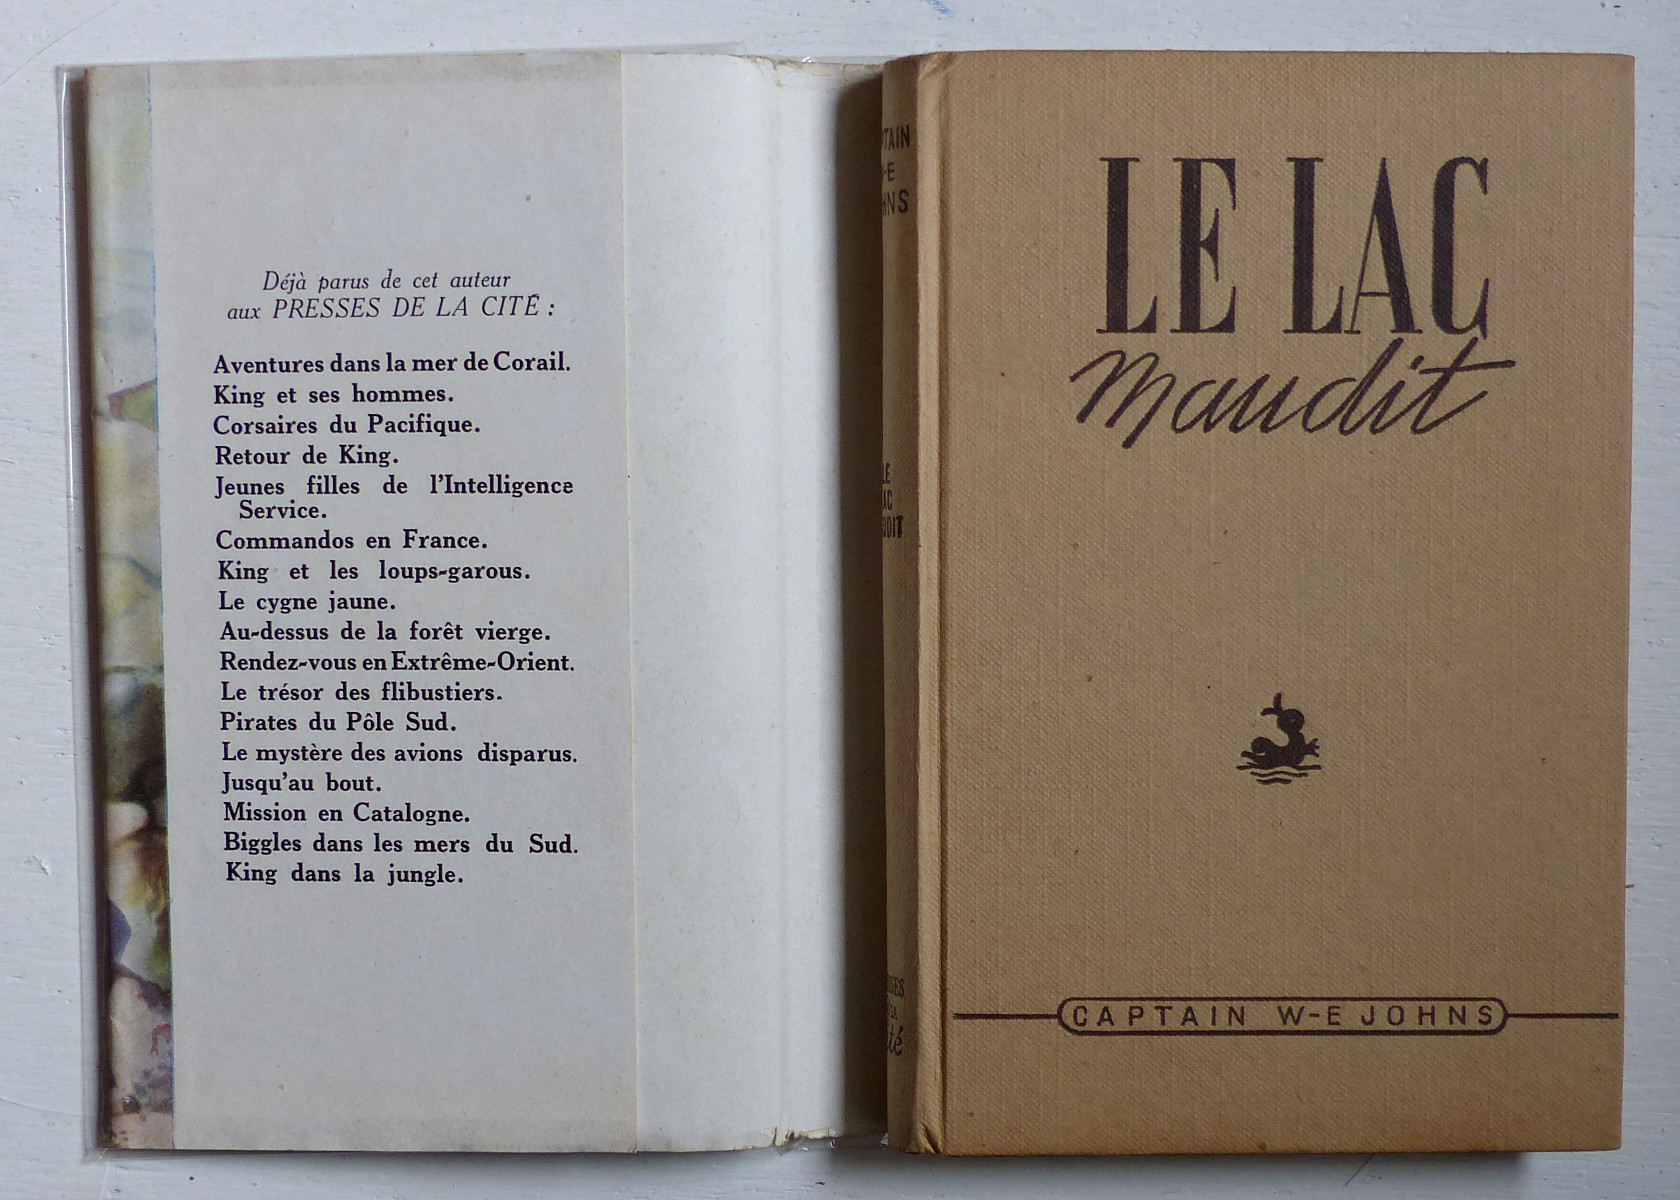 Déjà parus de cet auteur
aux PRESSES DE LA CITÉ :
Aventures dans la mer de Corail.
King et ses hommes.
Corsaires du Pacifique.
Retour de King.
Jeunes filles de l'Intelligence
Service.
Commandos en France.
King et les loups-garous.
Le cygne jaune.
Au-dessus de la forêt vierge.
Rendez-vous en Extrême-Orient.
Le trésor des flibustiers.
Pirates du Pôle Sud.
Le mystère des avions disparus.
Jusqu'au bout.
Mission en Catalogne.
Biggles dans les mers du Sud.
King dans la jungle.
LE LAC
maudit
CAPTAIN W-E JOHNS